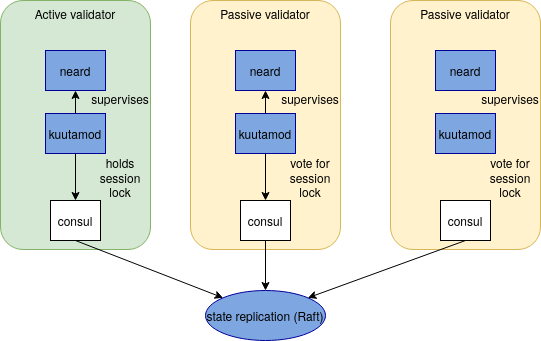 Active validator
neard
supervises
kuutamod
holds
session
lock
consul
Passive validator
neard
supervises
kuutamod
vote for
session
lock
consul
Passive validator
neard
supervises
kuutamod
vote for
session
lock
consul
state replication (Raft)